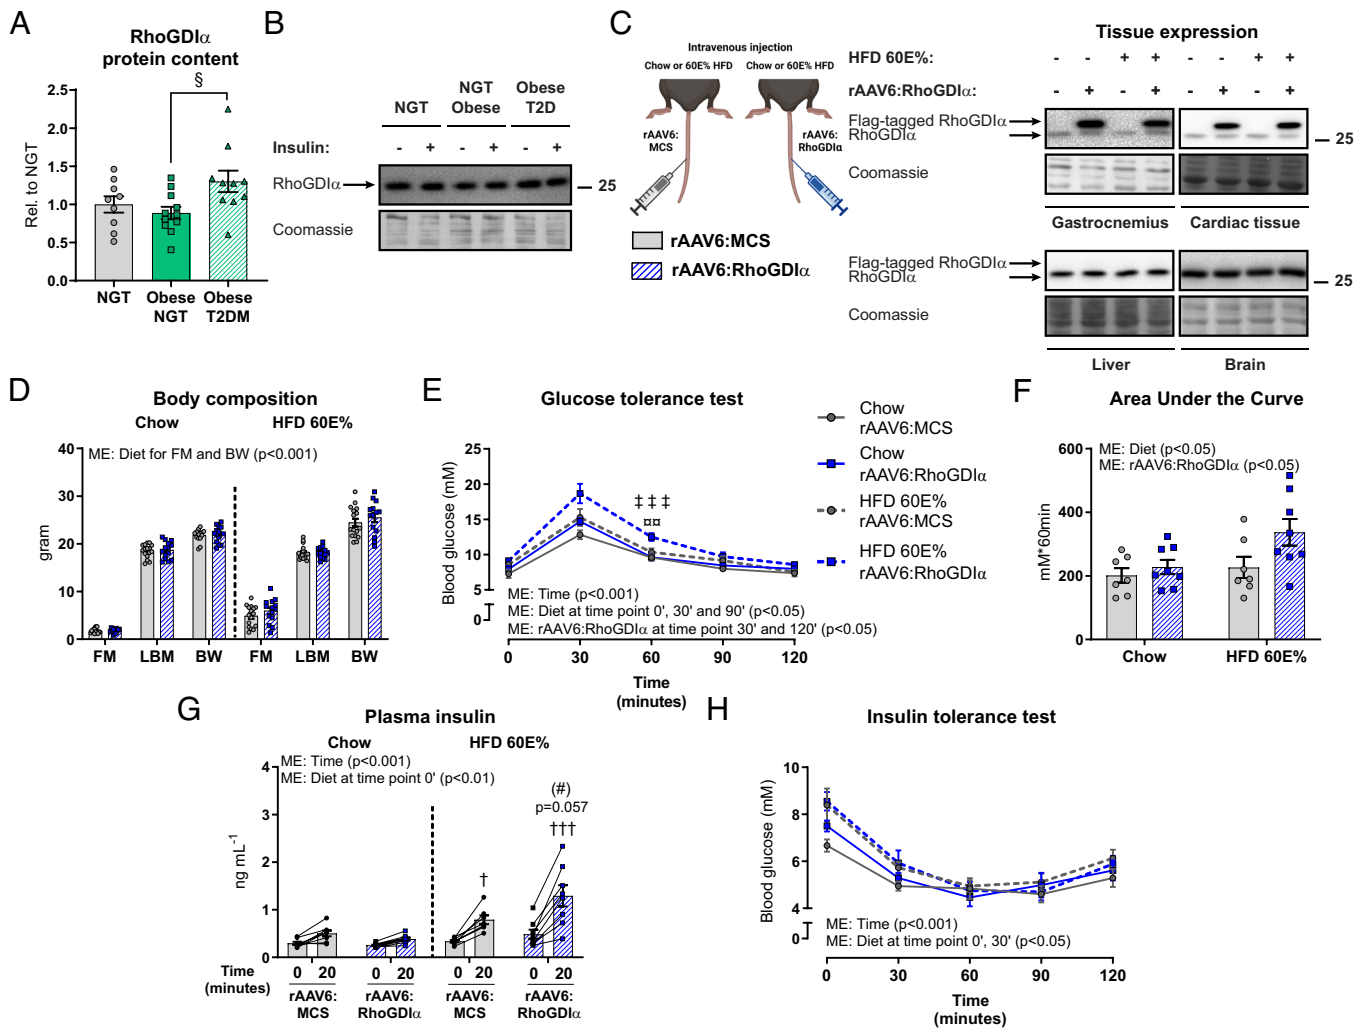 A
RhoGDIα
protein content
§
Rel. to NGT
2.5
2.0
1.5
1.0
0.5
0.0
NGT
Obese
NGT
Obese
T2DM
B
NGT
NGT
Obese
Obese
T2D
Insulin:
- + - + - +
RhoGDIα
25
Coomassie
C
Intravenous injection
Chow or 60E% HFD
Chow or 60E% HFD
rAAV6:
MCS
rAAV6:
RhoGDIα
rAAV6:MCS
rAAV6:RhoGDIα
Tissue expression
HFD 60E%:
- - + + - - + +
rAAV6:RhoGDIα:
- + - + - + - +
Flag-tagged RhoGDIα
RhoGDIα
25
Coomassie
Gastrocnemius
Cardiac tissue
Flag-tagged RhoGDIα
RhoGDIα
25
Coomassie
Liver
Brain
D
Body composition
Chow
HFD 60E%
ME: Diet for FM and BW (p<0.001)
gram
40
30
20
10
0
FM LBM BW FM LBM BW
E
Glucose tolerance test
Blood glucose (mM)
25
20
15
10
5
0
‡ ‡ ‡
¤¤
ME: Time (p<0.001)
ME: Diet at time point 0', 30' and 90' (p<0.05)
ME: rAAV6:RhoGDIα at time point 30' and 120' (p<0.05)
0 30 60 90 120
Time
(minutes)
Chow
rAAV6:MCS
Chow
rAAV6:RhoGDIα
HFD 60E%
rAAV6:MCS
HFD 60E%
rAAV6:RhoGDIα
F
Area Under the Curve
ME: Diet (p<0.05)
ME: rAAV6:RhoGDIα (p<0.05)
mM*60min
600
400
200
0
Chow
HFD 60E%
G
Plasma insulin
Chow
HFD 60E%
ME: Time (p<0.001)
ME: Diet at time point 0' (p<0.01)
ng mL⁻¹
4
3
2
1
0
†
(#)
p=0.057
†††
Time
(minutes)
0 20 0 20 0 20 0 20
rAAV6:
MCS
rAAV6:
RhoGDIα
rAAV6:
MCS
rAAV6:
RhoGDIα
H
Insulin tolerance test
Blood glucose (mM)
10
8
6
4
0
ME: Time (p<0.001)
ME: Diet at time point 0', 30' (p<0.05)
0 30 60 90 120
Time
(minutes)